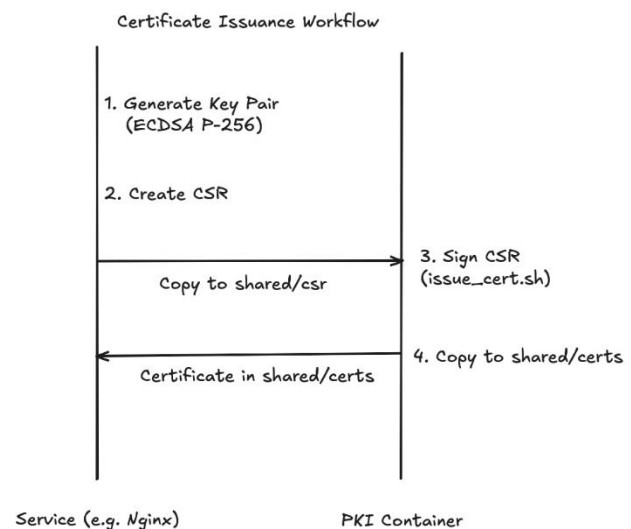 Certificate Issuance Workflow
1. Generate Key Pair
(ECDSA P-256)
2. Create CSR
3. Sign CSR
(issue_cert.sh)
Copy to shared/csr
4. Copy to shared/certs
Certificate in shared/certs
Service (e.g. Nginx)
PKI Container